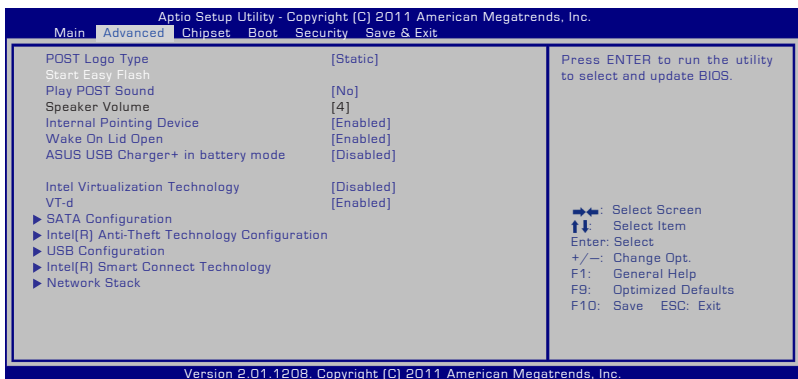 Aptio Setup Utility - Copyright (C) 2011 American Megatrends, Inc.
Main Advanced Chipset Boot Security Save & Exit
POST Logo Type [Static]
Start Easy Flash
Play POST Sound [No]
Speaker Volume [4]
Internal Pointing Device [Enabled]
Wake On Lid Open [Enabled]
ASUS USB Charger+ in battery mode [Disabled]
Intel Virtualization Technology [Disabled]
VT-d [Enabled]
SATA Configuration
Intel(R) Anti-Theft Technology Configuration
USB Configuration
Intel(R) Smart Connect Technology
Network Stack
Press ENTER to run the utility
to select and update BIOS.
→←: Select Screen
↑↓: Select Item
Enter: Select
+/—: Change Opt.
F1: General Help
F9: Optimized Defaults
F10: Save ESC: Exit
Version 2.01.1208. Copyright (C) 2011 American Megatrends, Inc.